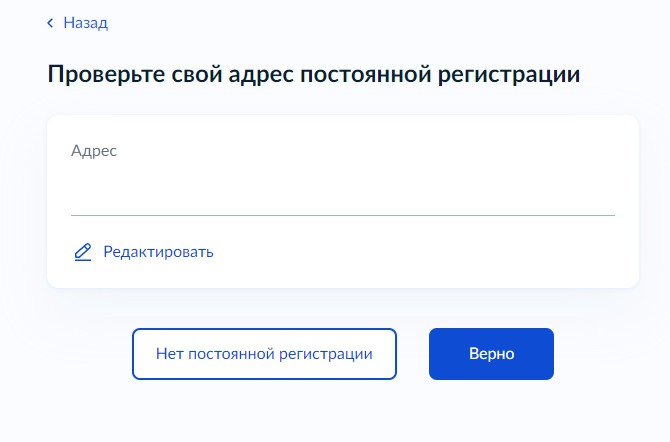 Назад
Проверьте свой адрес постоянной регистрации
Адрес
Редактировать
Нет постоянной регистрации
Верно